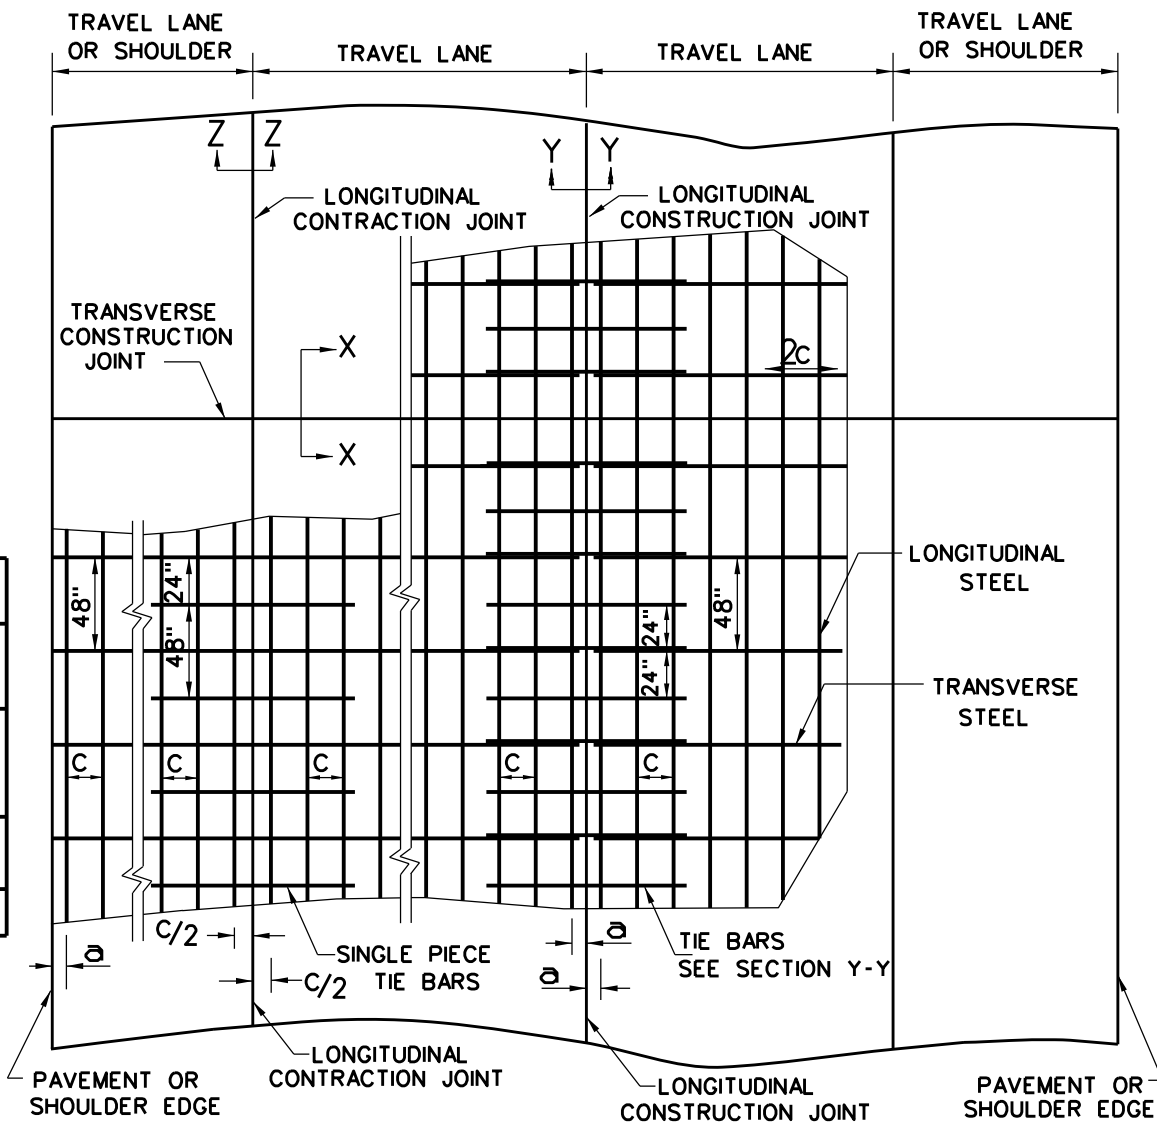 TRAVEL LANE
OR SHOULDER
TRAVEL LANE
TRAVEL LANE
TRAVEL LANE
OR SHOULDER
Z Z
Y Y
LONGITUDINAL
CONTRACTION JOINT
LONGITUDINAL
CONSTRUCTION JOINT
TRANSVERSE
CONSTRUCTION
JOINT
X
X
2c
LONGITUDINAL
STEEL
48"
24"
48"
24"
24"
48"
TRANSVERSE
STEEL
C
C
C
C
C
C/2
a
SINGLE PIECE
TIE BARS
C/2
a
a
TIE BARS
SEE SECTION Y-Y
PAVEMENT OR
SHOULDER EDGE
LONGITUDINAL
CONTRACTION JOINT
LONGITUDINAL
CONSTRUCTION JOINT
PAVEMENT OR
SHOULDER EDGE